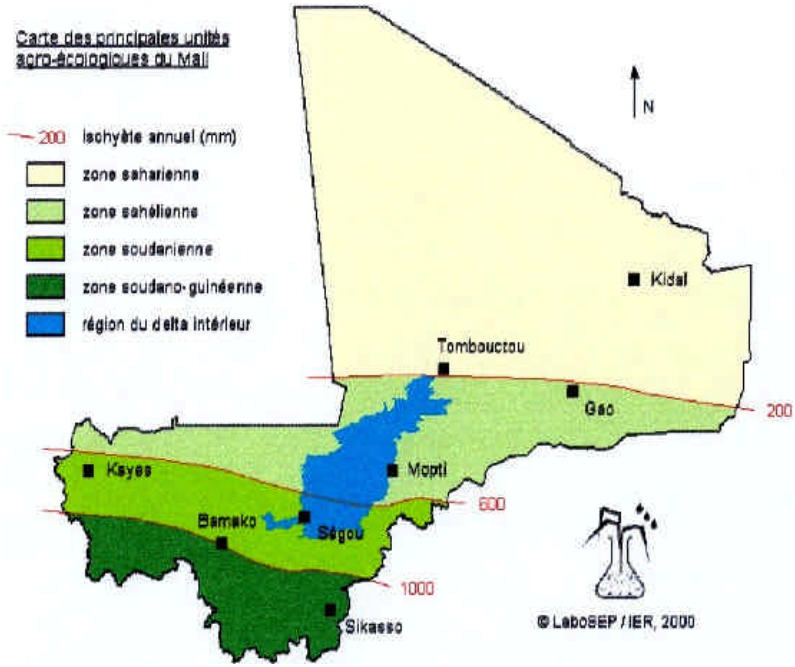 Carte des principales unités
agro-écologiques du Mali
N
200 isohyète annuel (mm)
zone saharienne
zone sahélienne
zone soudanienne
zone soudano-guinéenne
région du delta intérieur
Kidal
Tombouctou
Gao
200
Kayes
Mopti
600
Bamako
Ségou
1000
Sikasso
© LaboSEP / IER, 2000